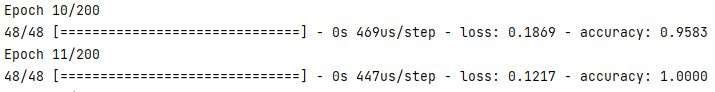 Epoch 10/200
48/48 [==============================] - 0s 469us/step - loss: 0.1869 - accuracy: 0.9583
Epoch 11/200
48/48 [==============================] - 0s 447us/step - loss: 0.1217 - accuracy: 1.0000